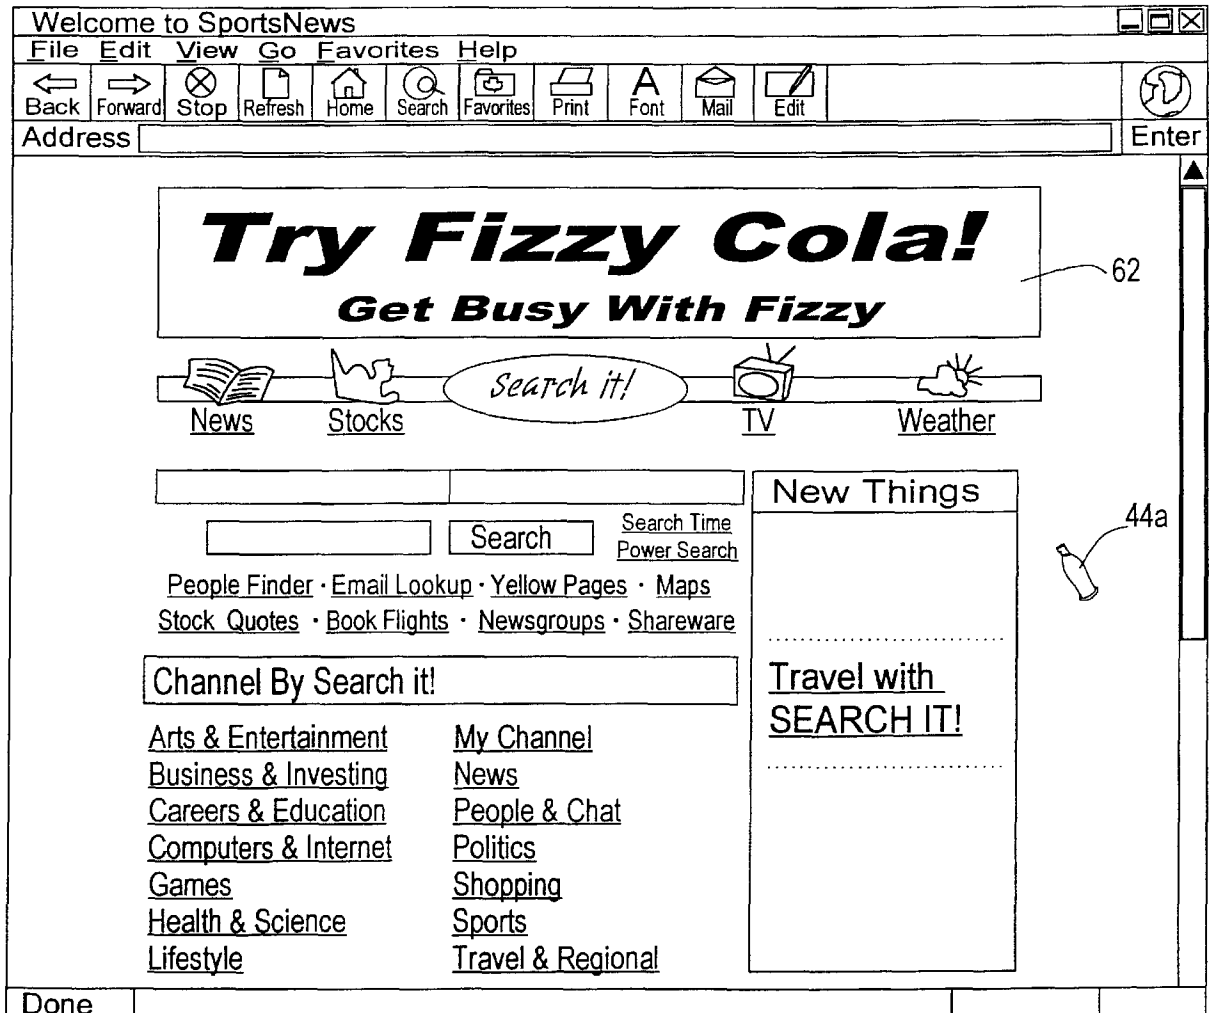 Welcome to SportsNews
File Edit View Go Favorites Help
Back Forward Stop Refresh Home Search Favorites Print Font Mail Edit
Address Enter
Try Fizzy Cola!
Get Busy With Fizzy
62
search it!
News Stocks TV Weather
New Things
44a
Search Search Time
Power Search
People Finder · Email Lookup · Yellow Pages · Maps
Stock Quotes · Book Flights · Newsgroups · Shareware
Channel By Search it!
Travel with
SEARCH IT!
Arts & Entertainment My Channel
Business & Investing News
Careers & Education People & Chat
Computers & Internet Politics
Games Shopping
Health & Science Sports
Lifestyle Travel & Regional
Done